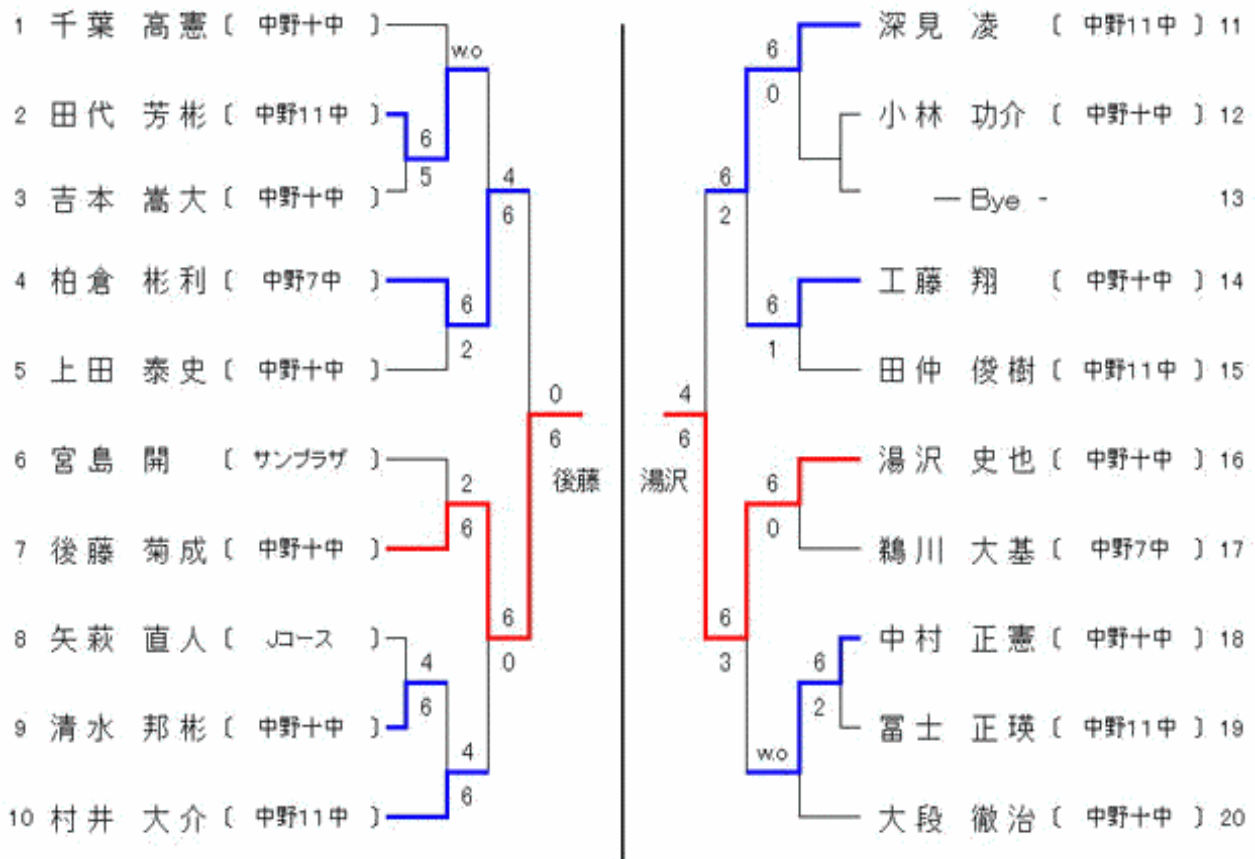 1 千葉 高憲 〔 中野十中 〕
w.o
2 田代 芳彬 〔 中野11中 〕
6
5
3 吉本 嵩大 〔 中野十中 〕
4
6
4 柏倉 彬利 〔 中野7中 〕
6
2
5 上田 泰史 〔 中野十中 〕
0
6
後藤
6 宮島 開 〔 サンプラザ 〕
2
6
7 後藤 菊成 〔 中野十中 〕
6
0
8 矢萩 直人 〔 Jコース 〕
4
6
9 清水 邦彬 〔 中野十中 〕
4
6
10 村井 大介 〔 中野11中 〕
深見 凌 〔 中野11中 〕 11
6
0
小林 功介 〔 中野十中 〕 12
6
2
— Bye - 13
工藤 翔 〔 中野十中 〕 14
6
1
田仲 俊樹 〔 中野11中 〕 15
4
6
湯沢
湯沢 史也 〔 中野十中 〕 16
6
0
鵜川 大基 〔 中野7中 〕 17
6
3
中村 正憲 〔 中野十中 〕 18
6
2
冨士 正瑛 〔 中野11中 〕 19
w.o
大段 徹治 〔 中野十中 〕 20